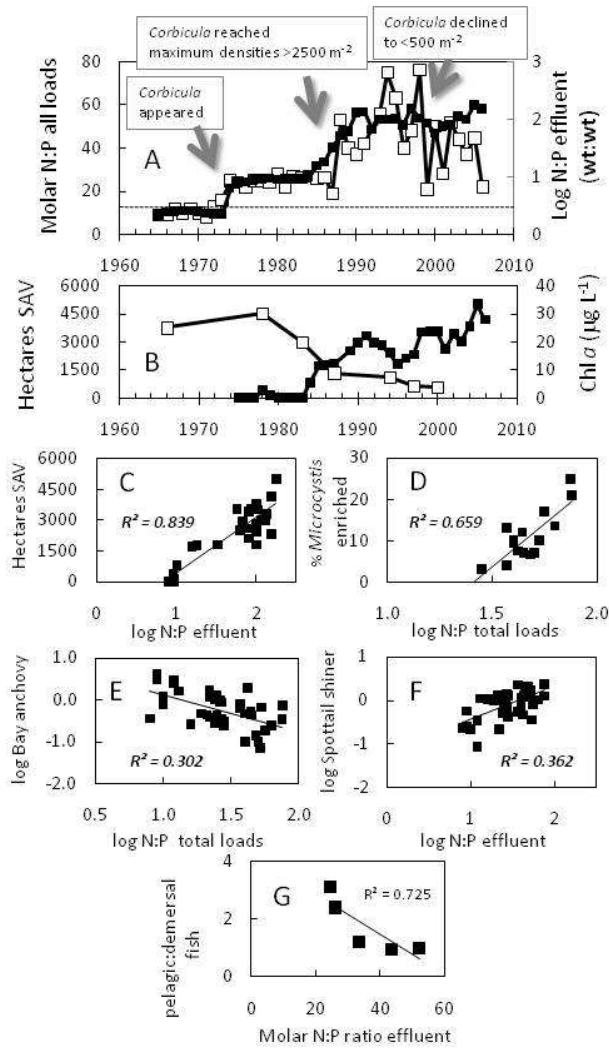 Corbicula reached
maximum densities >2500 m-2
Corbicula declined
to <500 m-2
Corbicula
appeared
Molar N:P all loads
80
60
40
20
0
A
3
2
1
0
Log N:P effluent
(wt:wt)
1960 1970 1980 1990 2000 2010
Hectares SAV
6000
4500
3000
1500
0
B
40
30
20
10
0
Chl a (µg L-1)
1960 1970 1980 1990 2000 2010
Hectares SAV
6000
4500
3000
1500
0
C
R² = 0.839
0 1 2
log N:P effluent
% Microcystis
enriched
30
20
10
0
D
R² = 0.659
1.0 1.5 2.0
log N:P total loads
log Bay anchovy
1.0
0.0
-1.0
-2.0
E
R² = 0.302
0.5 1.0 1.5 2.0
log N:P total loads
log Spottail shiner
1
0
-1
-2
F
R² = 0.362
0 1 2
log N:P effluent
pelagic:demersal
fish
4
2
0
G
R² = 0.725
0 20 40 60
Molar N:P ratio effluent